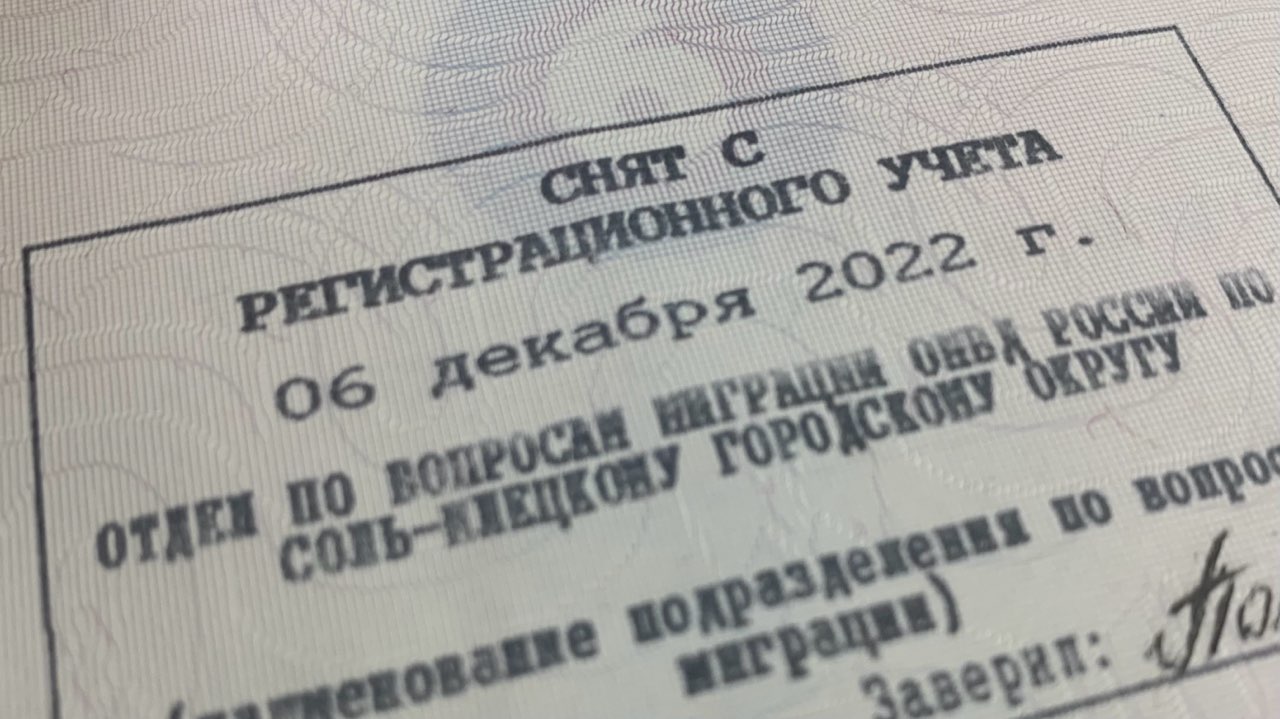 СНЯТ С
РЕГИСТРАЦИОННОГО УЧЕТА
06 декабря 2022 г.
ОТДЕЛ ПО ВОПРОСАМ МИГРАЦИИ ОМВД РОССИИ ПО
СОЛЬ-ИЛЕЦКОМУ ГОРОДСКОМУ ОКРУГУ
(наименование подразделения по вопрос
миграции)
Заверил: